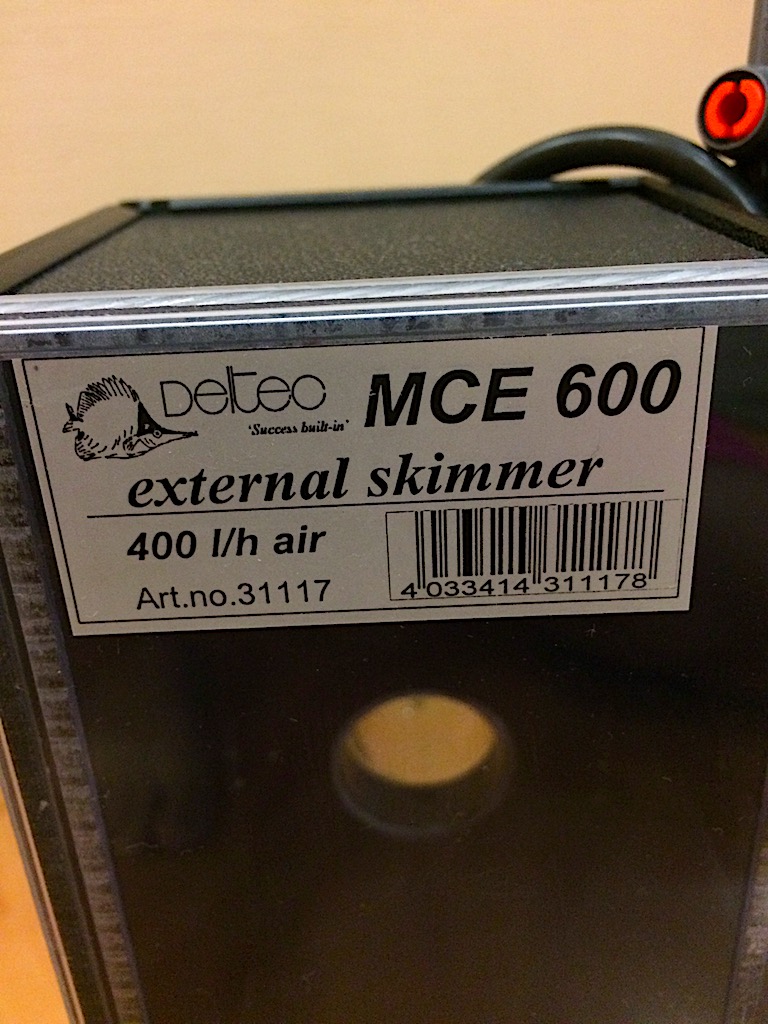 Deltec MCE 600
'Success built-in'
external skimmer
400 l/h air
Art.no.31117
4 033414 311178